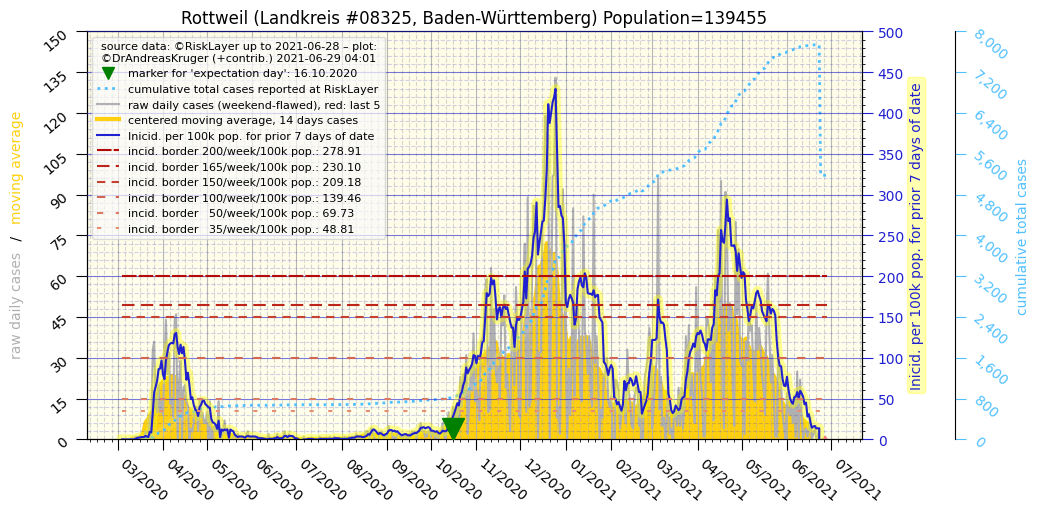 Rottweil (Landkreis #08325, Baden-Württemberg) Population=139455
source data: ©RiskLayer up to 2021-06-28 – plot:
©DrAndreasKruger (+contrib.) 2021-06-29 04:01
marker for 'expectation day': 16.10.2020
cumulative total cases reported at RiskLayer
raw daily cases (weekend-flawed), red: last 5
centered moving average, 14 days cases
Inicid. per 100k pop. for prior 7 days of date
incid. border 200/week/100k pop.: 278.91
incid. border 165/week/100k pop.: 230.10
incid. border 150/week/100k pop.: 209.18
incid. border 100/week/100k pop.: 139.46
incid. border   50/week/100k pop.: 69.73
incid. border   35/week/100k pop.: 48.81
raw daily cases / moving average
150
135
120
105
90
75
60
45
30
15
0
03/2020
04/2020
05/2020
06/2020
07/2020
08/2020
09/2020
10/2020
11/2020
12/2020
01/2021
02/2021
03/2021
04/2021
05/2021
06/2021
07/2021
500
450
400
350
300
250
200
150
100
50
0
Inicid. per 100k pop. for prior 7 days of date
8,000
7,200
6,400
5,600
4,800
4,000
3,200
2,400
1,600
800
0
cumulative total cases